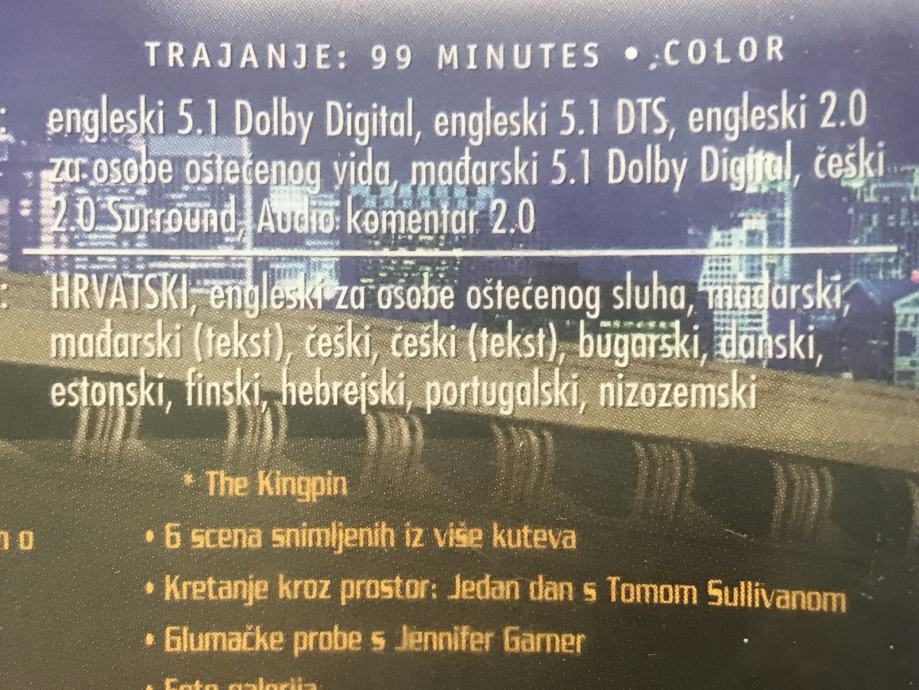 TRAJANJE: 99 MINUTES • COLOR
: engleski 5.1 Dolby Digital, engleski 5.1 DTS, engleski 2.0
za osobe oštećenog vida, mađarski 5.1 Dolby Digital, češki
2.0 Surround, Audio komentar 2.0
: HRVATSKI, engleski za osobe oštećenog sluha, mađarski,
mađarski (tekst), češki, češki (tekst), bugarski, danski,
estonski, finski, hebrejski, portugalski, nizozemski
* The Kingpin
• 6 scena snimljenih iz više kuteva
• Kretanje kroz prostor: Jedan dan s Tomom Sullivanom
• Glumačke probe s Jennifer Garner
• Foto galerija